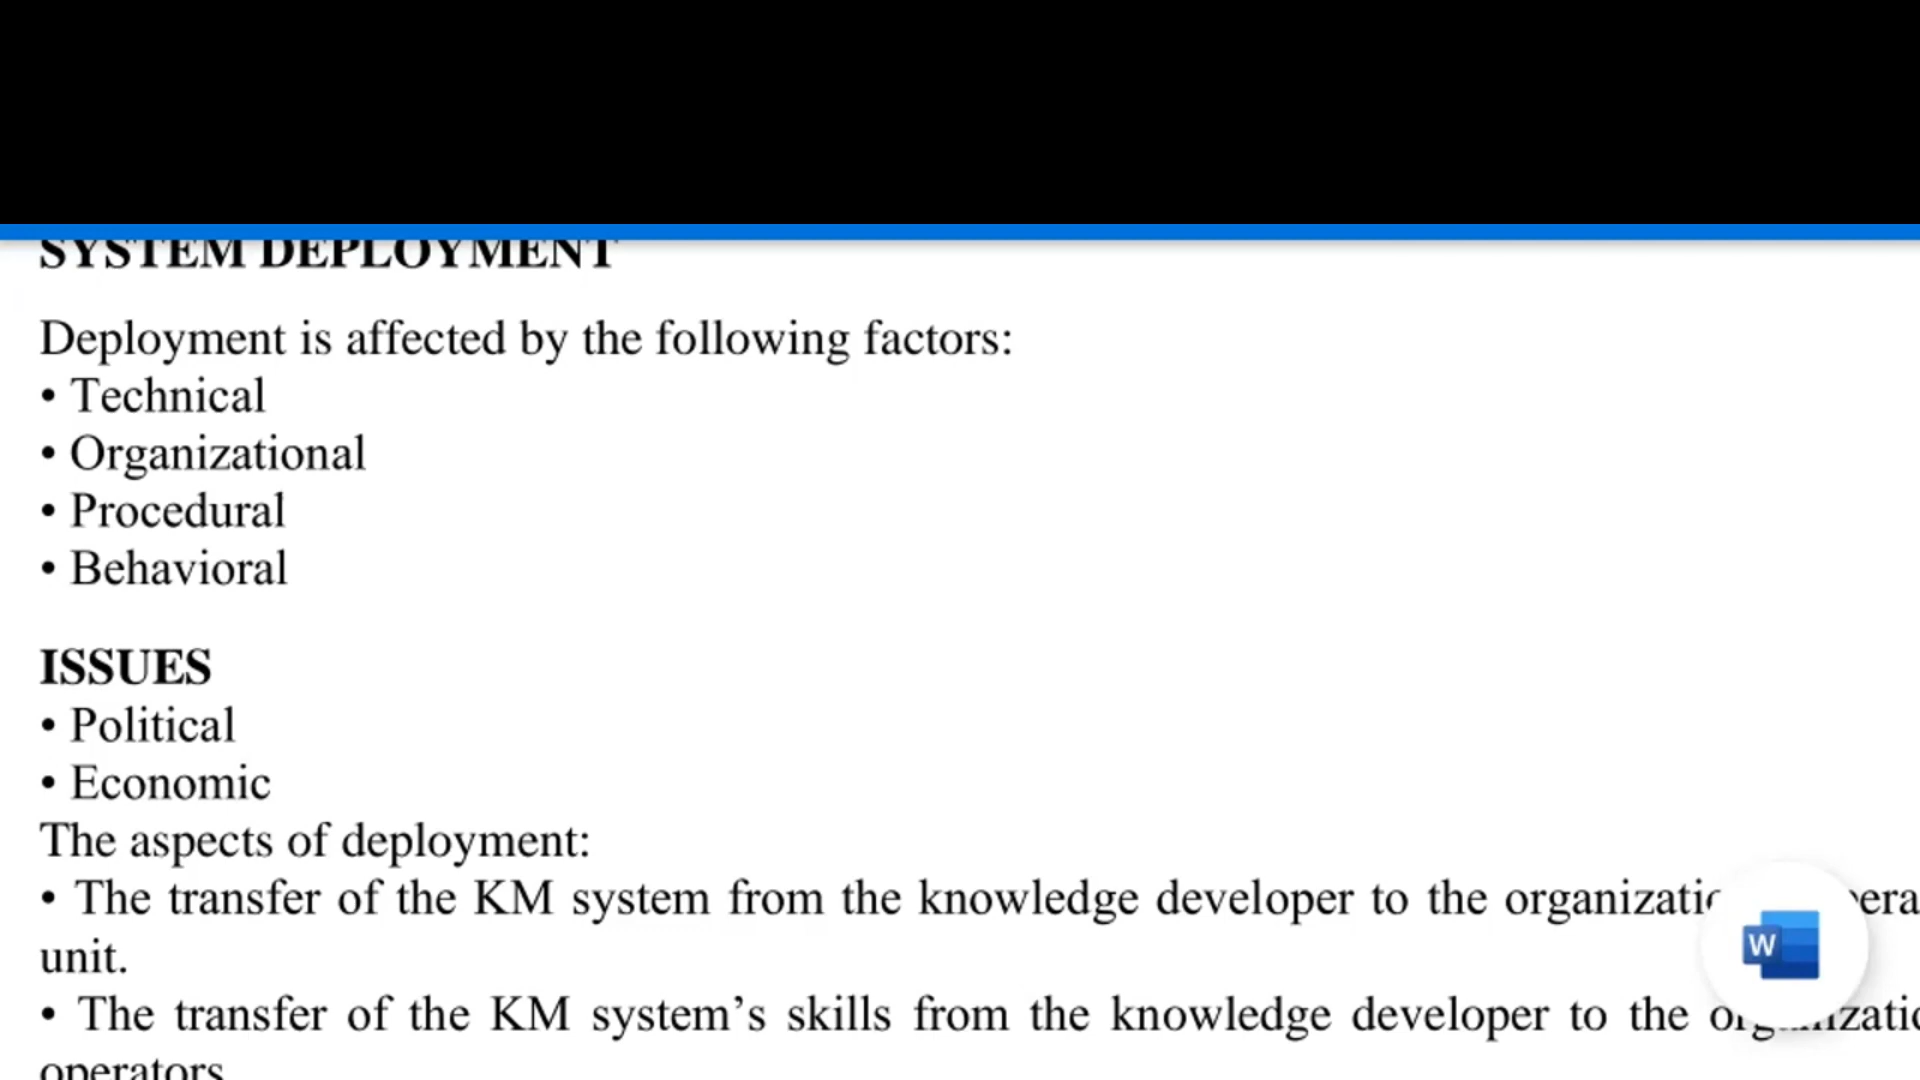 SYSTEM DEPLOYMENT
Deployment is affected by the following factors:
• Technical
• Organizational
• Procedural
• Behavioral
ISSUES
• Political
• Economic
The aspects of deployment:
• The transfer of the KM system from the knowledge developer to the
unit.
• The transfer of the KM system’s skills from the knowledge developer to the
operators
W